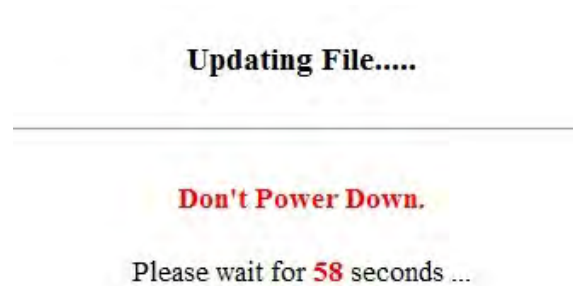 Updating File.....
Don't Power Down.
Please wait for 58 seconds ...